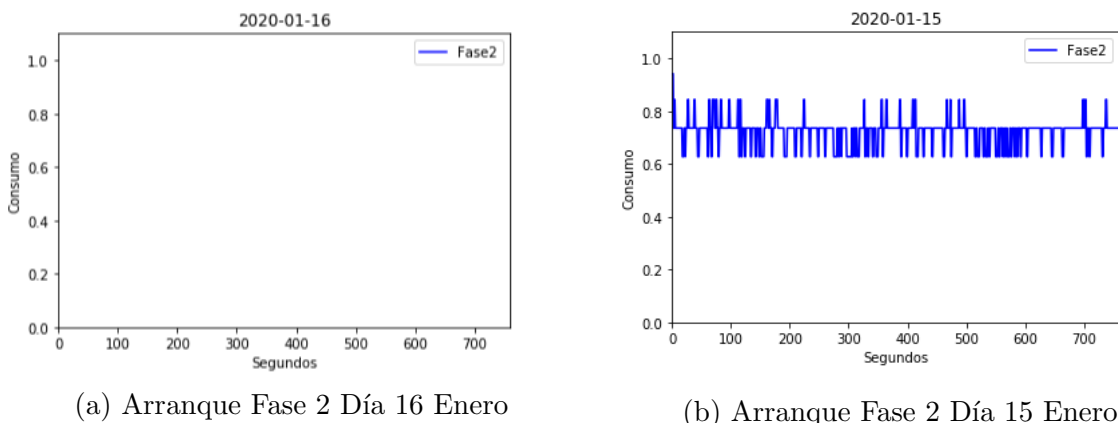 2020-01-16
Fase2
1.0
0.8
0.6
0.4
0.2
0.0
Consumo
0 100 200 300 400 500 600 700
Segundos
(a) Arranque Fase 2 Día 16 Enero
2020-01-15
Fase2
1.0
0.8
0.6
0.4
0.2
0.0
Consumo
0 100 200 300 400 500 600 700
Segundos
(b) Arranque Fase 2 Día 15 Enero